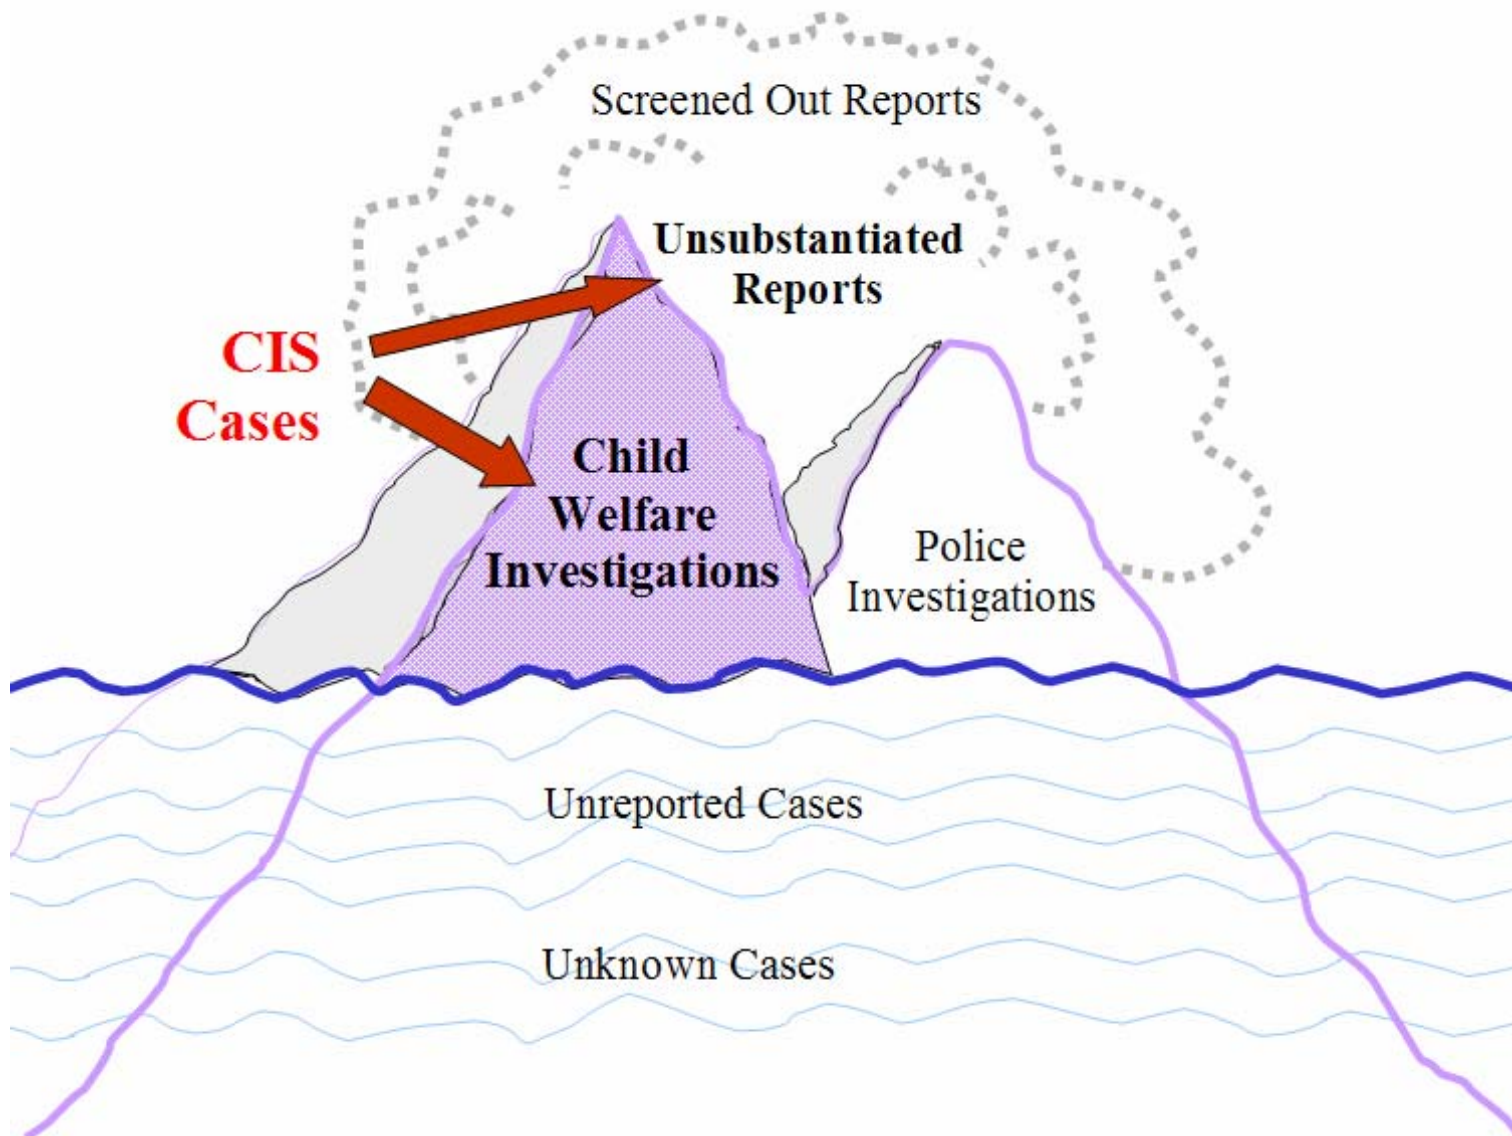 Screened Out Reports
Unsubstantiated
Reports
CIS
Cases
Child
Welfare
Investigations
Police
Investigations
Unreported Cases
Unknown Cases